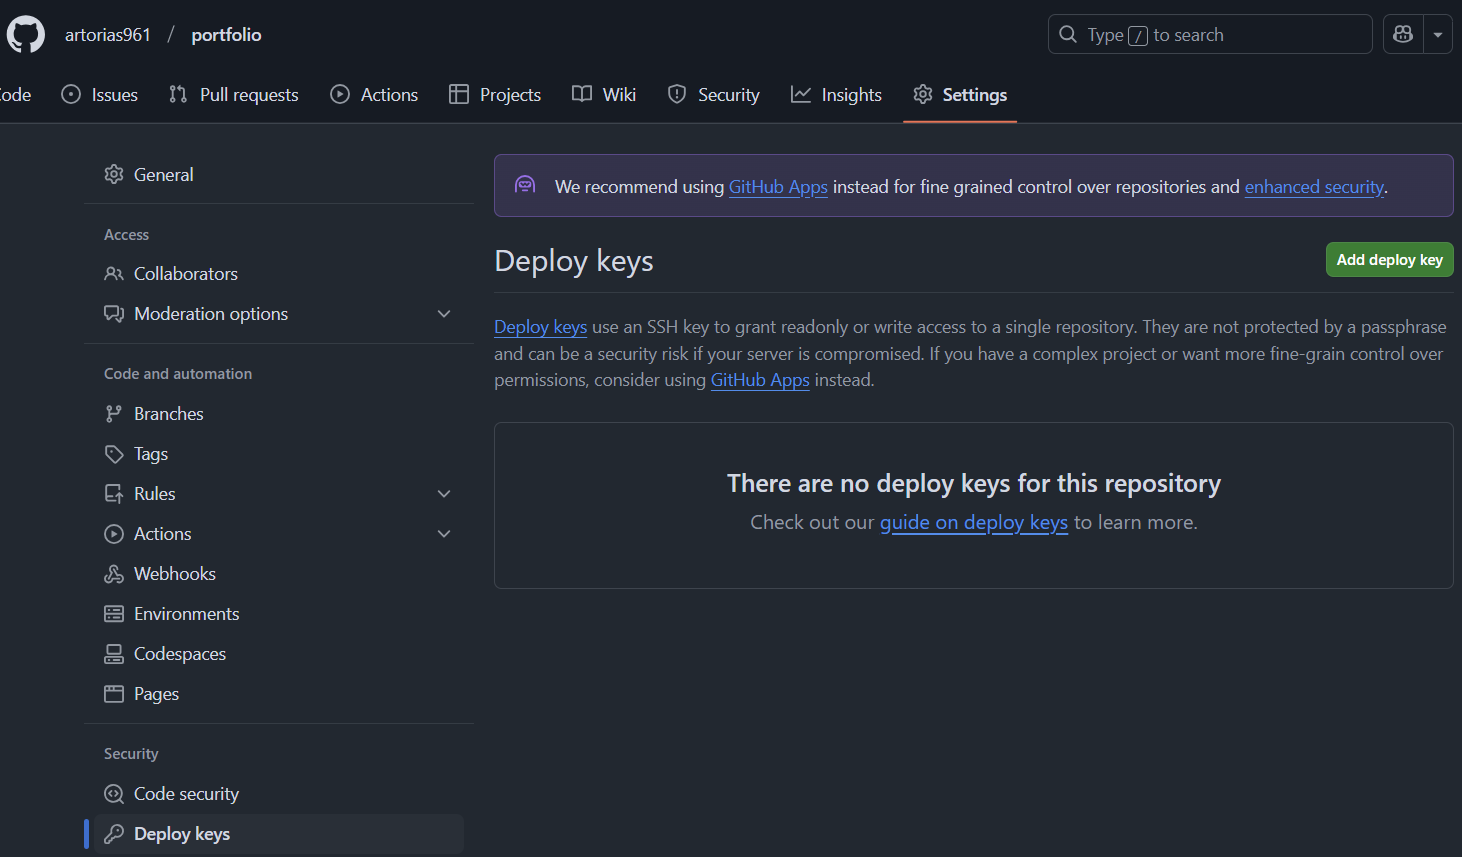 artorias961 / portfolio
Type / to search
ode
Issues
Pull requests
Actions
Projects
Wiki
Security
Insights
Settings
General
Access
Collaborators
Moderation options
Code and automation
Branches
Tags
Rules
Actions
Webhooks
Environments
Codespaces
Pages
Security
Code security
Deploy keys
We recommend using GitHub Apps instead for fine grained control over repositories and enhanced security.
Deploy keys
Add deploy key
Deploy keys use an SSH key to grant readonly or write access to a single repository. They are not protected by a passphrase
and can be a security risk if your server is compromised. If you have a complex project or want more fine-grain control over
permissions, consider using GitHub Apps instead.
There are no deploy keys for this repository
Check out our guide on deploy keys to learn more.